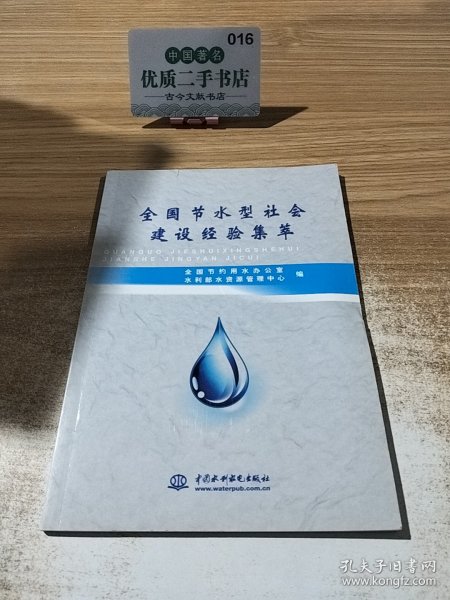 016
中国著名
优质二手书店
古今文献书店
全国节水型社会
建设经验集萃
QUANGUO JIESHUIXINGSHEHUI
JIANSHE JINGYAN JICUI
全国节约用水办公室
水利部水资源管理中心 编
中国水利水电出版社
www.waterpub.com.cn
孔夫子旧书网
www.kongfz.com